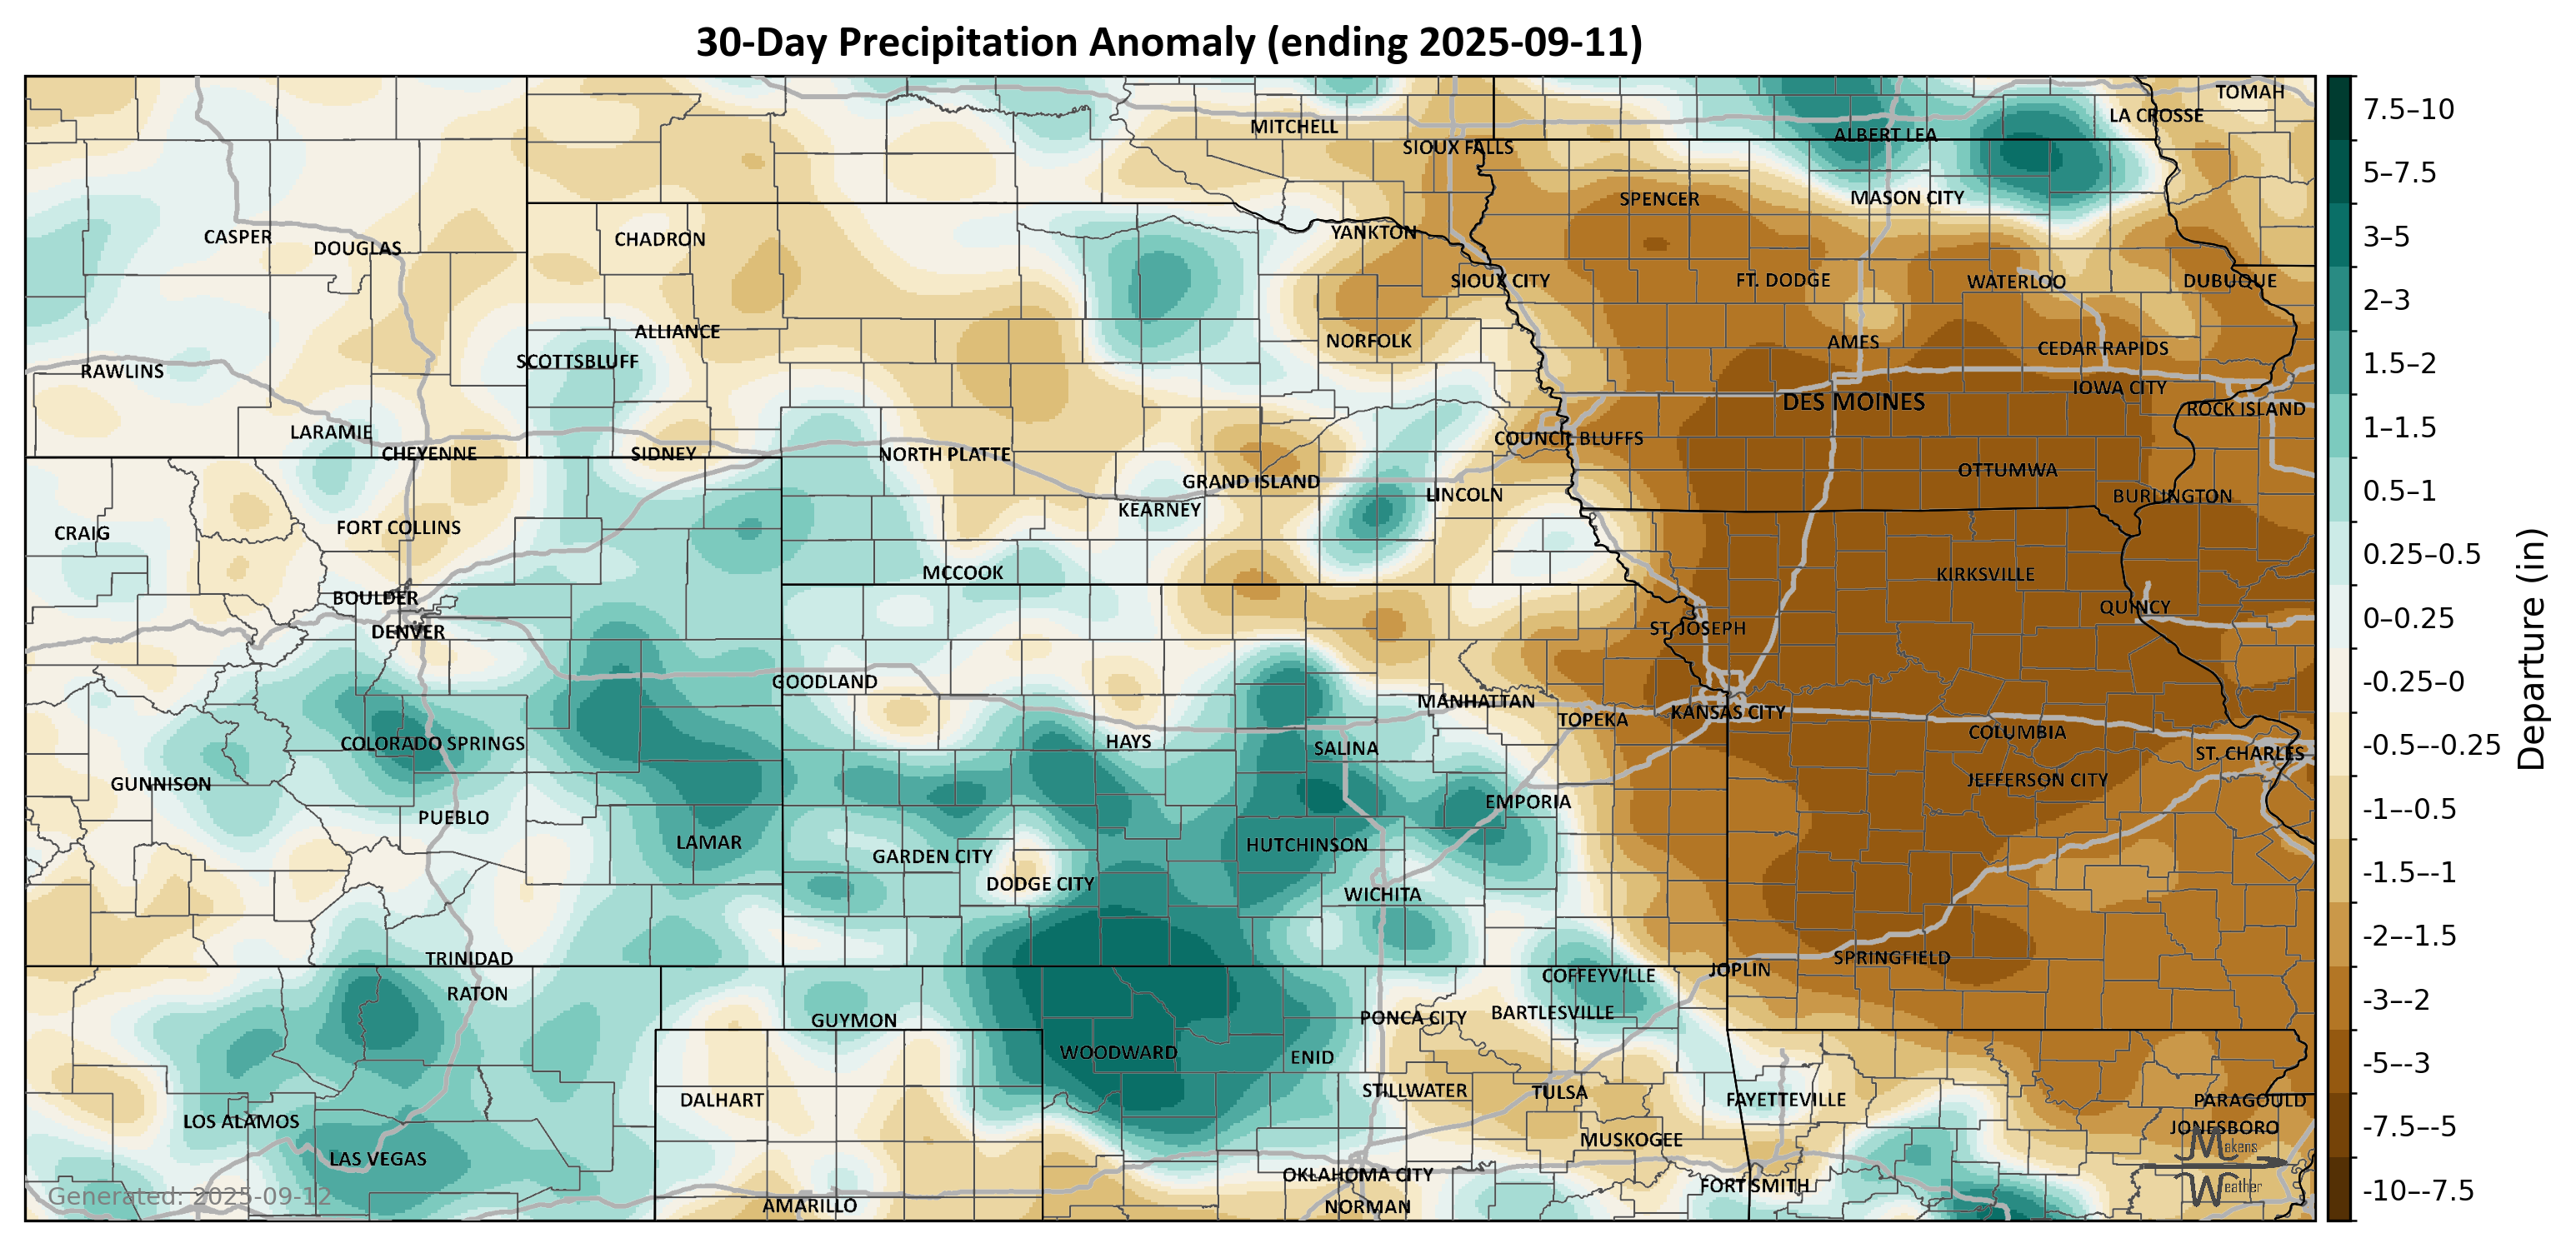 30-Day Precipitation Anomaly (ending 2025-09-11)
TOMAH
LA CROSSE
MITCHELL
ALBERT LEA
SIOUX FALLS
SPENCER
MASON CITY
YANKTON
CASPER
CHADRON
DOUGLAS
SIOUX CITY
FT. DODGE
WATERLOO
DUBUQUE
ALLIANCE
NORFOLK
AMES
CEDAR RAPIDS
SCOTTSBLUFF
RAWLINS
IOWA CITY
DES MOINES
ROCK ISLAND
LARAMIE
COUNCIL BLUFFS
CHEYENNE
SIDNEY
NORTH PLATTE
OTTUMWA
GRAND ISLAND
LINCOLN
BURLINGTON
KEARNEY
CRAIG
FORT COLLINS
MCCOOK
KIRKSVILLE
BOULDER
QUINCY
DENVER
ST. JOSEPH
GOODLAND
MANHATTAN
TOPEKA
KANSAS CITY
COLUMBIA
COLORADO SPRINGS
HAYS
SALINA
ST. CHARLES
GUNNISON
JEFFERSON CITY
EMPORIA
PUEBLO
LAMAR
HUTCHINSON
GARDEN CITY
DODGE CITY
WICHITA
TRINIDAD
SPRINGFIELD
JOPLIN
COFFEYVILLE
RATON
BARTLESVILLE
PONCA CITY
GUYMON
WOODWARD
ENID
STILLWATER
TULSA
DALHART
FAYETTEVILLE
PARAGOULD
LOS ALAMOS
JONESBORO
MUSKOGEE
LAS VEGAS
OKLAHOMA CITY
FORT SMITH
AMARILLO
NORMAN
Generated: 2025-09-12
Makens
Weather
7.5–10
5–7.5
3–5
2–3
1.5–2
1–1.5
0.5–1
0.25–0.5
0–0.25
-0.25–0
-0.5–-0.25
-1–-0.5
-1.5–-1
-2–-1.5
-3–-2
-5–-3
-7.5–-5
-10–-7.5
Departure (in)